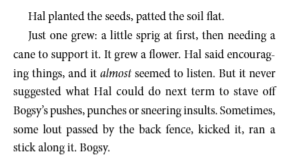 Hal planted the seeds, patted the soil flat.
Just one grew: a little sprig at first, then needing a
cane to support it. It grew a flower. Hal said encourag-
ing things, and it almost seemed to listen. But it never
suggested what Hal could do next term to stave off
Bogsy's pushes, punches or sneering insults. Sometimes,
some lout passed by the back fence, kicked it, ran a
stick along it. Bogsy.